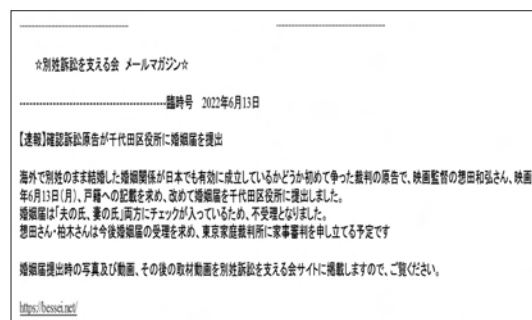 ☆別姓訴訟を支える会 メールマガジン☆
-------------------------------------------臨時号 2022年6月13日
【速報】確認訴訟原告が千代田区役所に婚姻届を提出
海外で別姓のまま結婚した婚姻関係が日本でも有効に成立しているかどうか初めて争った裁判の原告で、映画監督の想田和弘さん、映画
年6月13日(月)、戸籍への記載を求め、改めて婚姻届を千代田区役所に提出しました。
婚姻届は「夫の氏、妻の氏」両方にチェックが入っているため、不受理となりました。
想田さん・柏木さんは今後婚姻届の受理を求め、東京家庭裁判所に家事審判を申し立てる予定です
婚姻届提出時の写真及び動画、その後の取材動画を別姓訴訟を支える会サイトに掲載しますので、ご覧ください。
https://bessei.net/